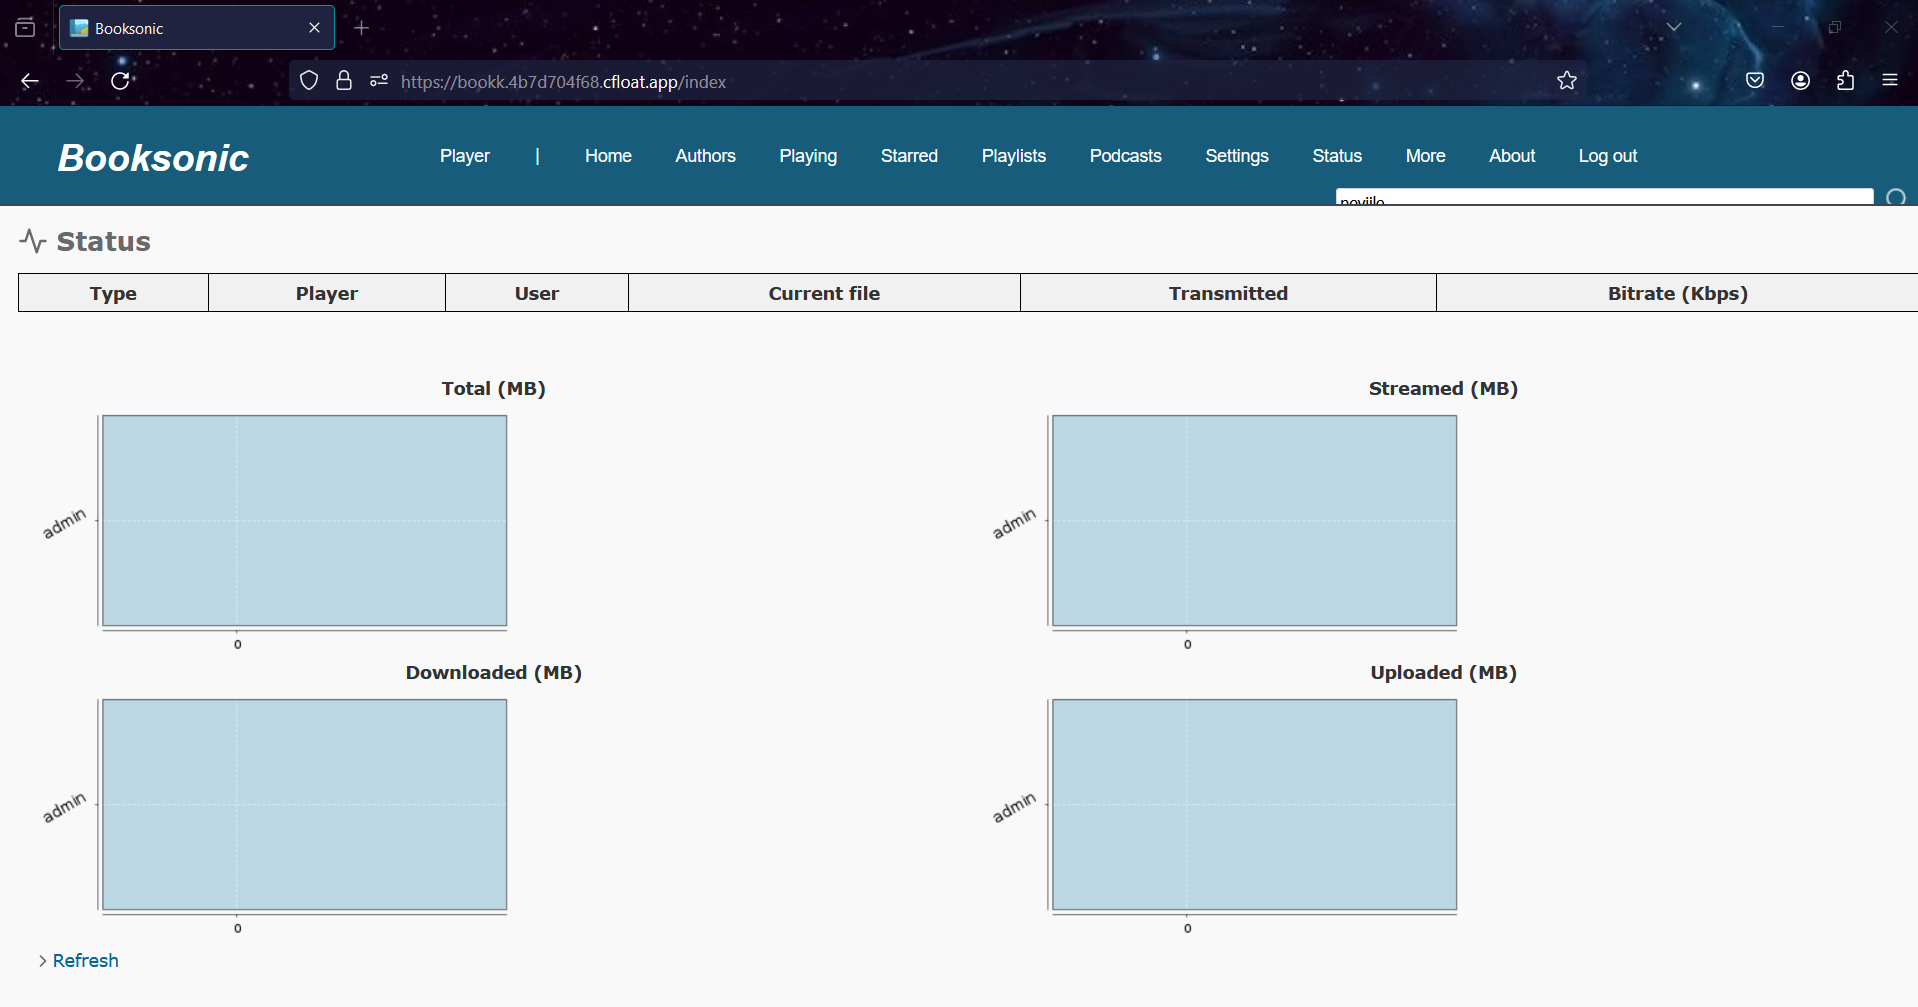 Booksonic
https://bookk.4b7d704f68.cfloat.app/index
Booksonic
Player | Home Authors Playing Starred Playlists Podcasts Settings Status More About Log out
Status
Type Player User Current file Transmitted Bitrate (Kbps)
Total (MB) Streamed (MB)
admin admin
0 0
Downloaded (MB) Uploaded (MB)
admin admin
0 0
Refresh